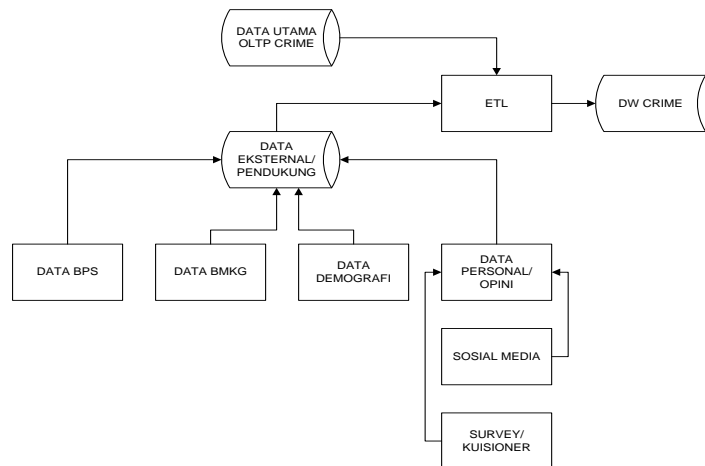 DATA UTAMA
OLTP CRIME
ETL
DW CRIME
DATA
EKSTERNAL/
PENDUKUNG
DATA BPS
DATA BMKG
DATA
DEMOGRAFI
DATA
PERSONAL/
OPINI
SOSIAL MEDIA
SURVEY/
KUISIONER